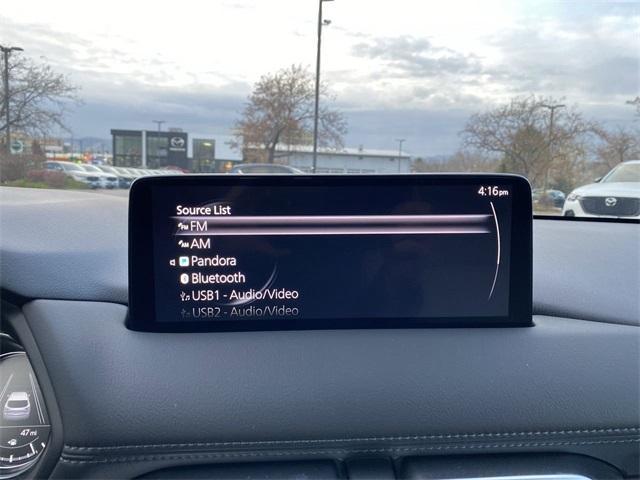 4:16pm
Source List
FM
AM
Pandora
Bluetooth
USB1 - Audio/Video
USB2 - Audio/Video
47 mi